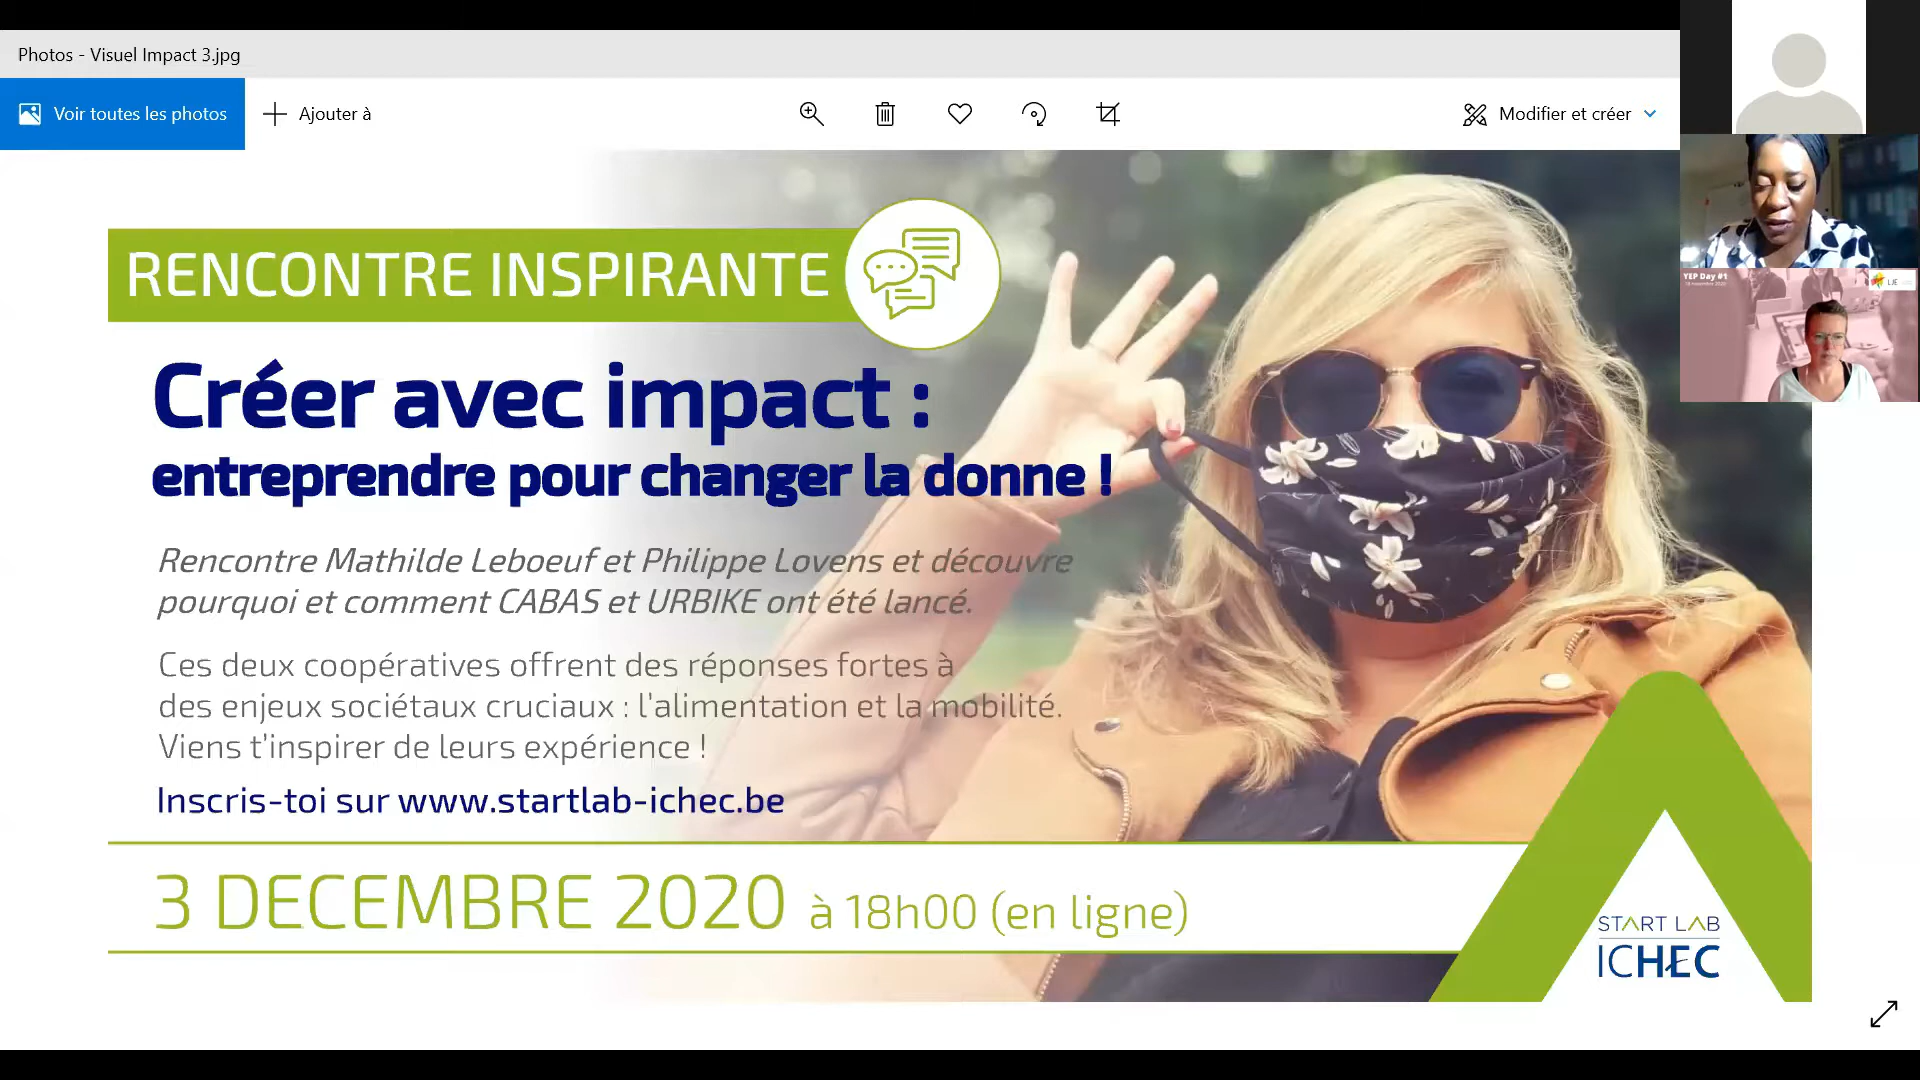 Photos - Visuel Impact 3.jpg
Voir toutes les photos
Ajouter à
Modifier et créer
YEP Day #1
LJE
RENCONTRE INSPIRANTE
Créer avec impact :
entreprendre pour changer la donne !
Rencontre Mathilde Leboeuf et Philippe Lovens et découvre
pourquoi et comment CABAS et URBIKE ont été lancé.
Ces deux coopératives offrent des réponses fortes à
des enjeux sociétaux cruciaux : l'alimentation et la mobilité.
Viens t'inspirer de leurs expérience !
Inscris-toi sur www.startlab-ichec.be
3 DECEMBRE 2020 à 18h00 (en ligne)
START LAB
ICHEC